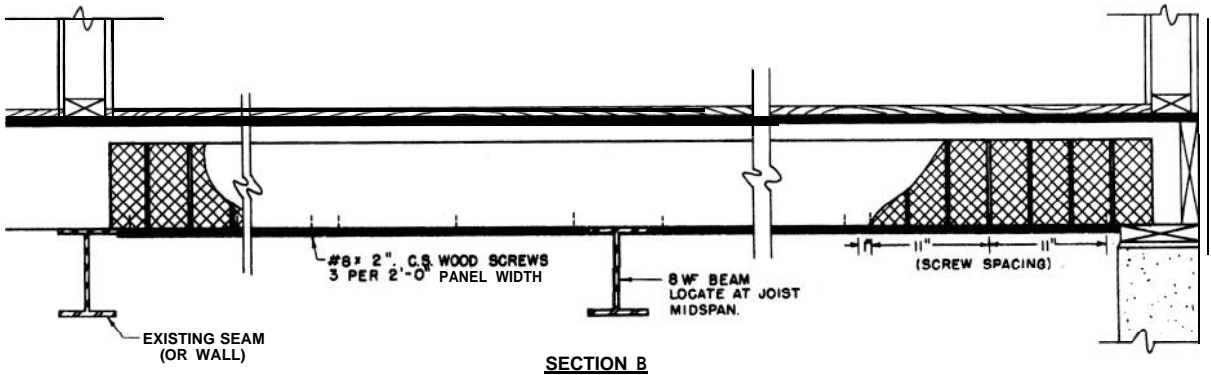 #8 x 2". C.S. WOOD SCREWS
3 PER 2'-0" PANEL WIDTH
8 WF BEAM
LOCATE AT JOIST
MIDSPAN.
1" 11" 11"
(SCREW SPACING)
EXISTING SEAM
(OR WALL)
SECTION B